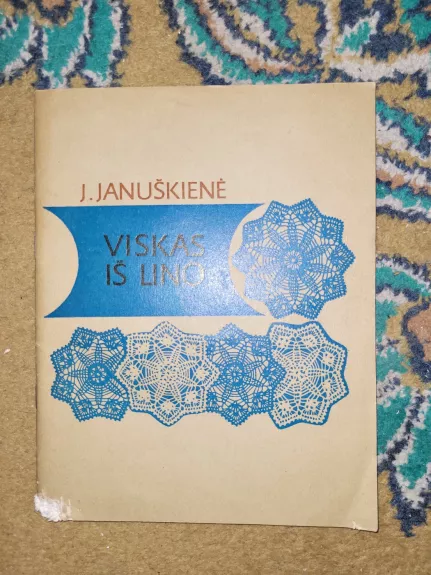 J. JANUŠKIENĖ
VISKAS
IŠ LINO